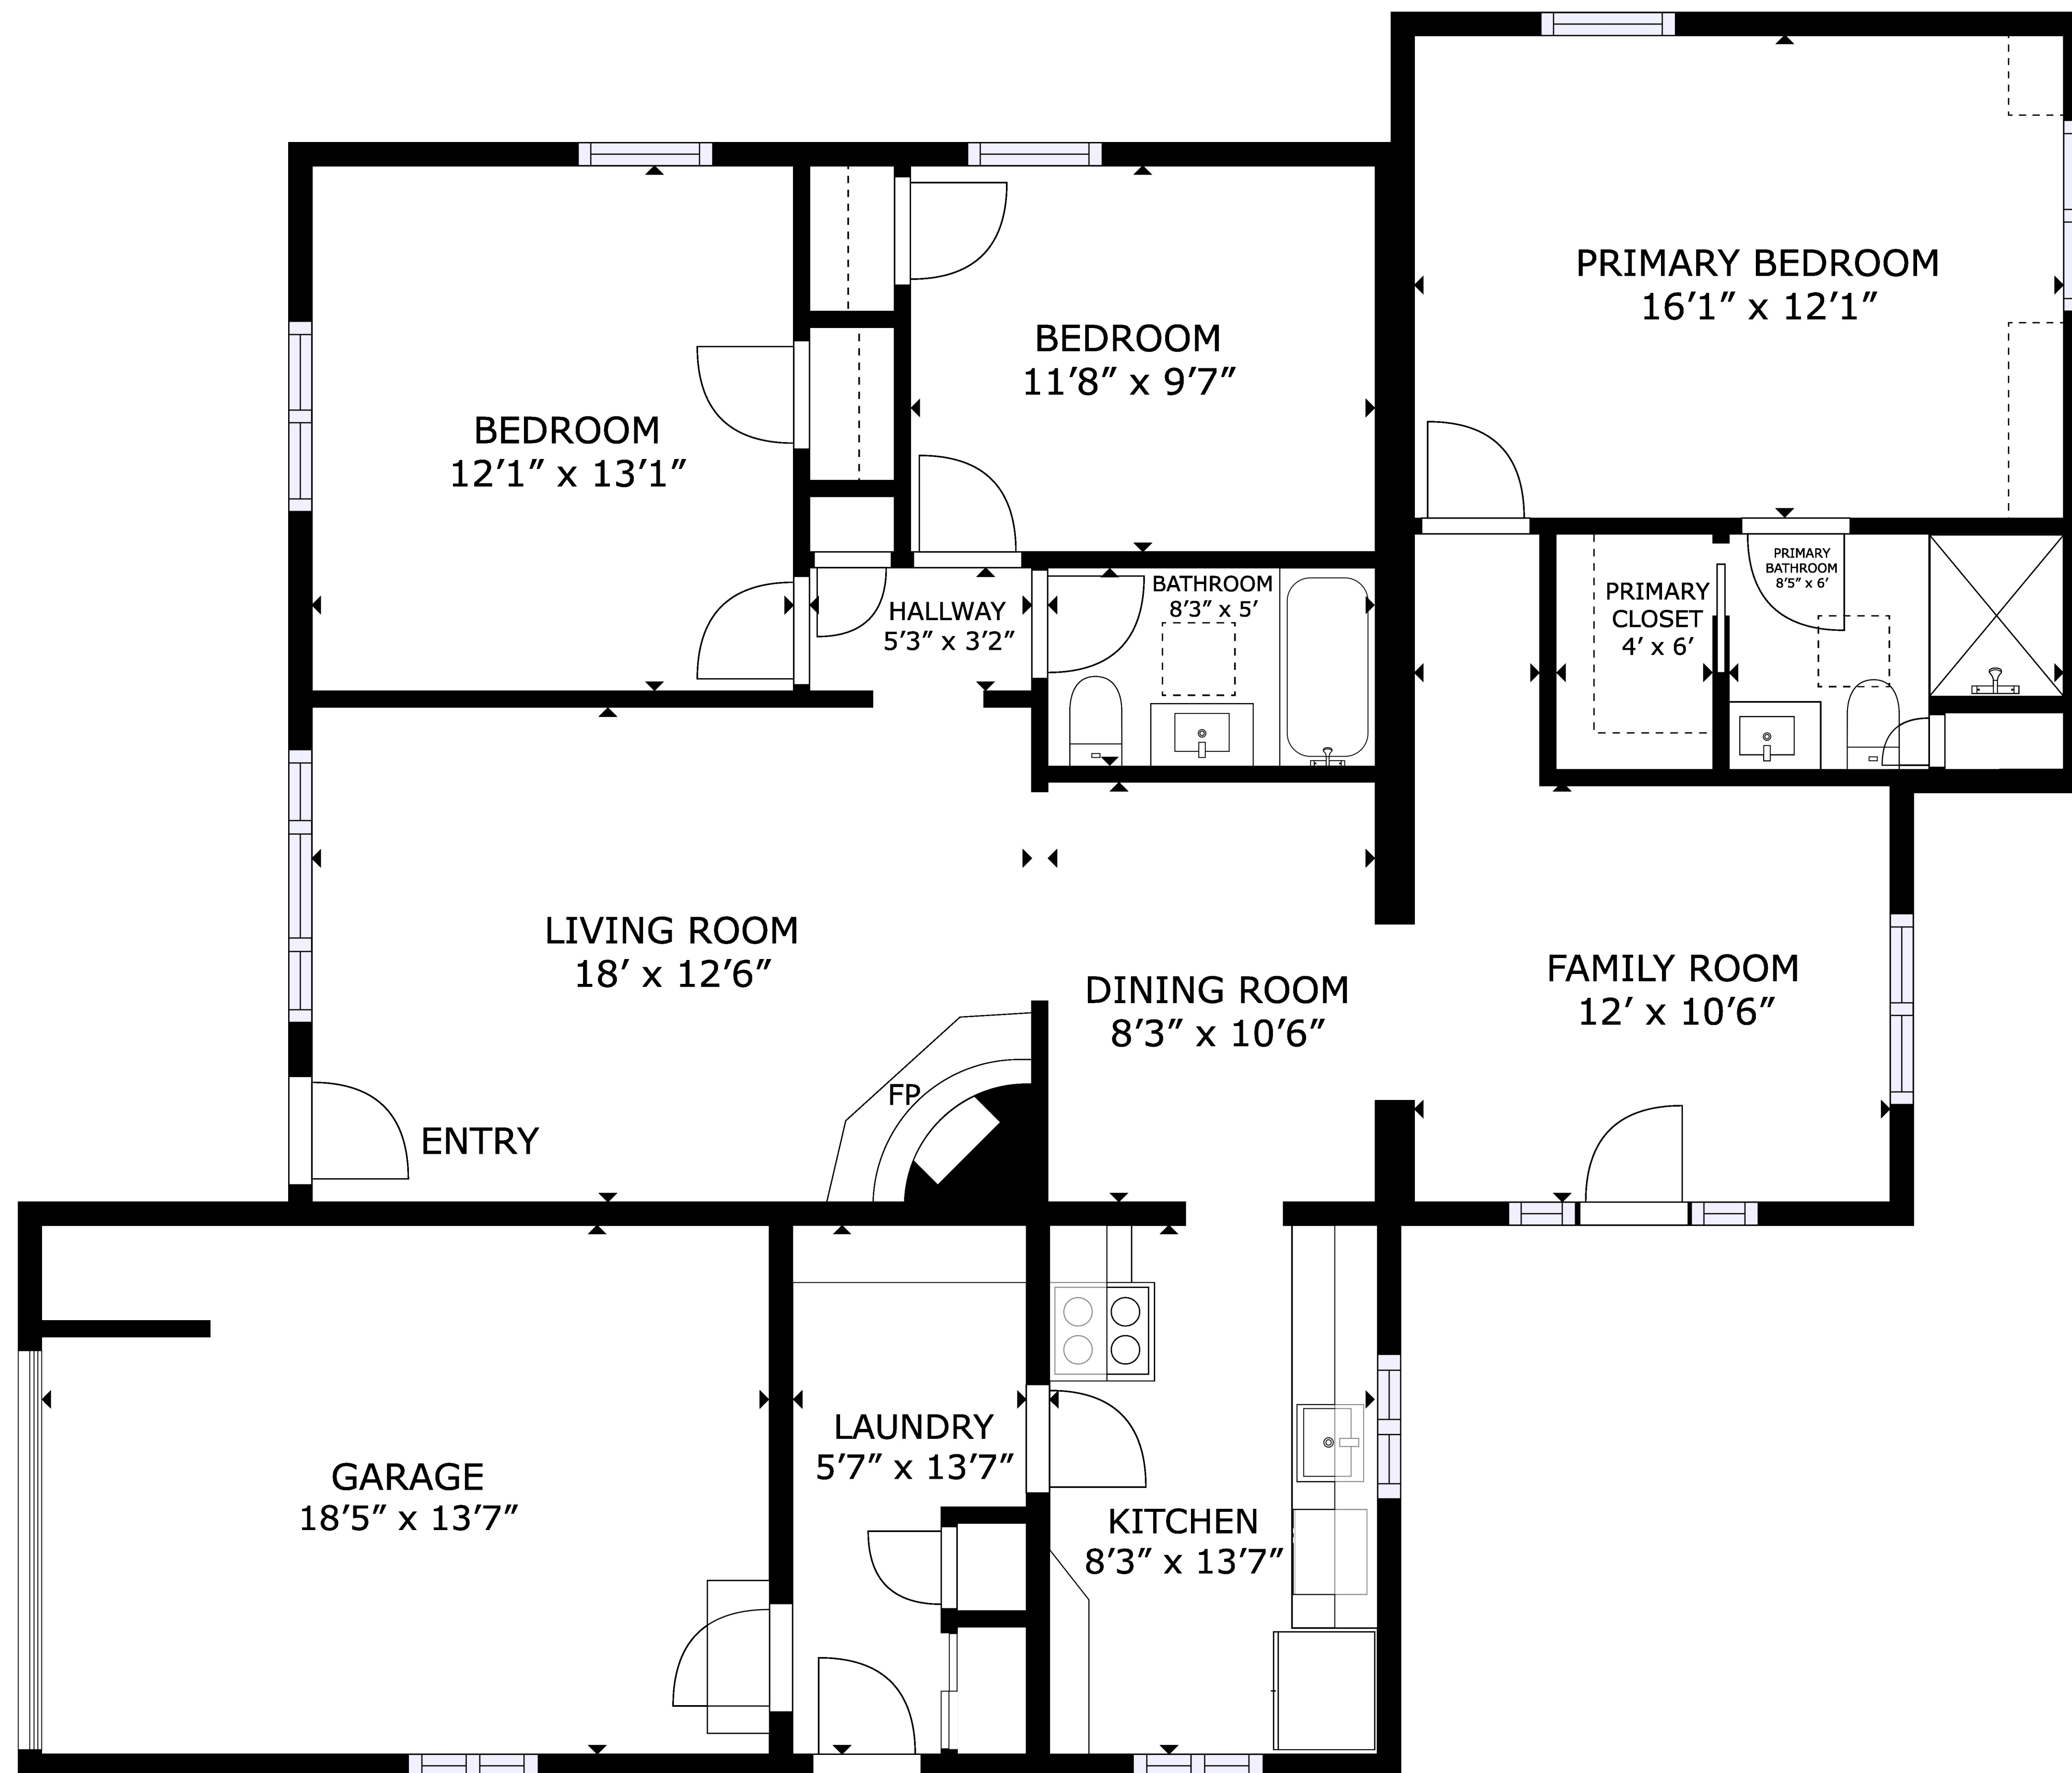 PRIMARY BEDROOM
16′1″ x 12′1″
BEDROOM
11′8″ x 9′7″
BEDROOM
12′1″ x 13′1″
PRIMARY
BATHROOM
8′5″ x 6′
PRIMARY
CLOSET
4′ x 6′
BATHROOM
8′3″ x 5′
HALLWAY
5′3″ x 3′2″
LIVING ROOM
18′ x 12′6″
DINING ROOM
8′3″ x 10′6″
FAMILY ROOM
12′ x 10′6″
FP
ENTRY
LAUNDRY
5′7″ x 13′7″
GARAGE
18′5″ x 13′7″
KITCHEN
8′3″ x 13′7″